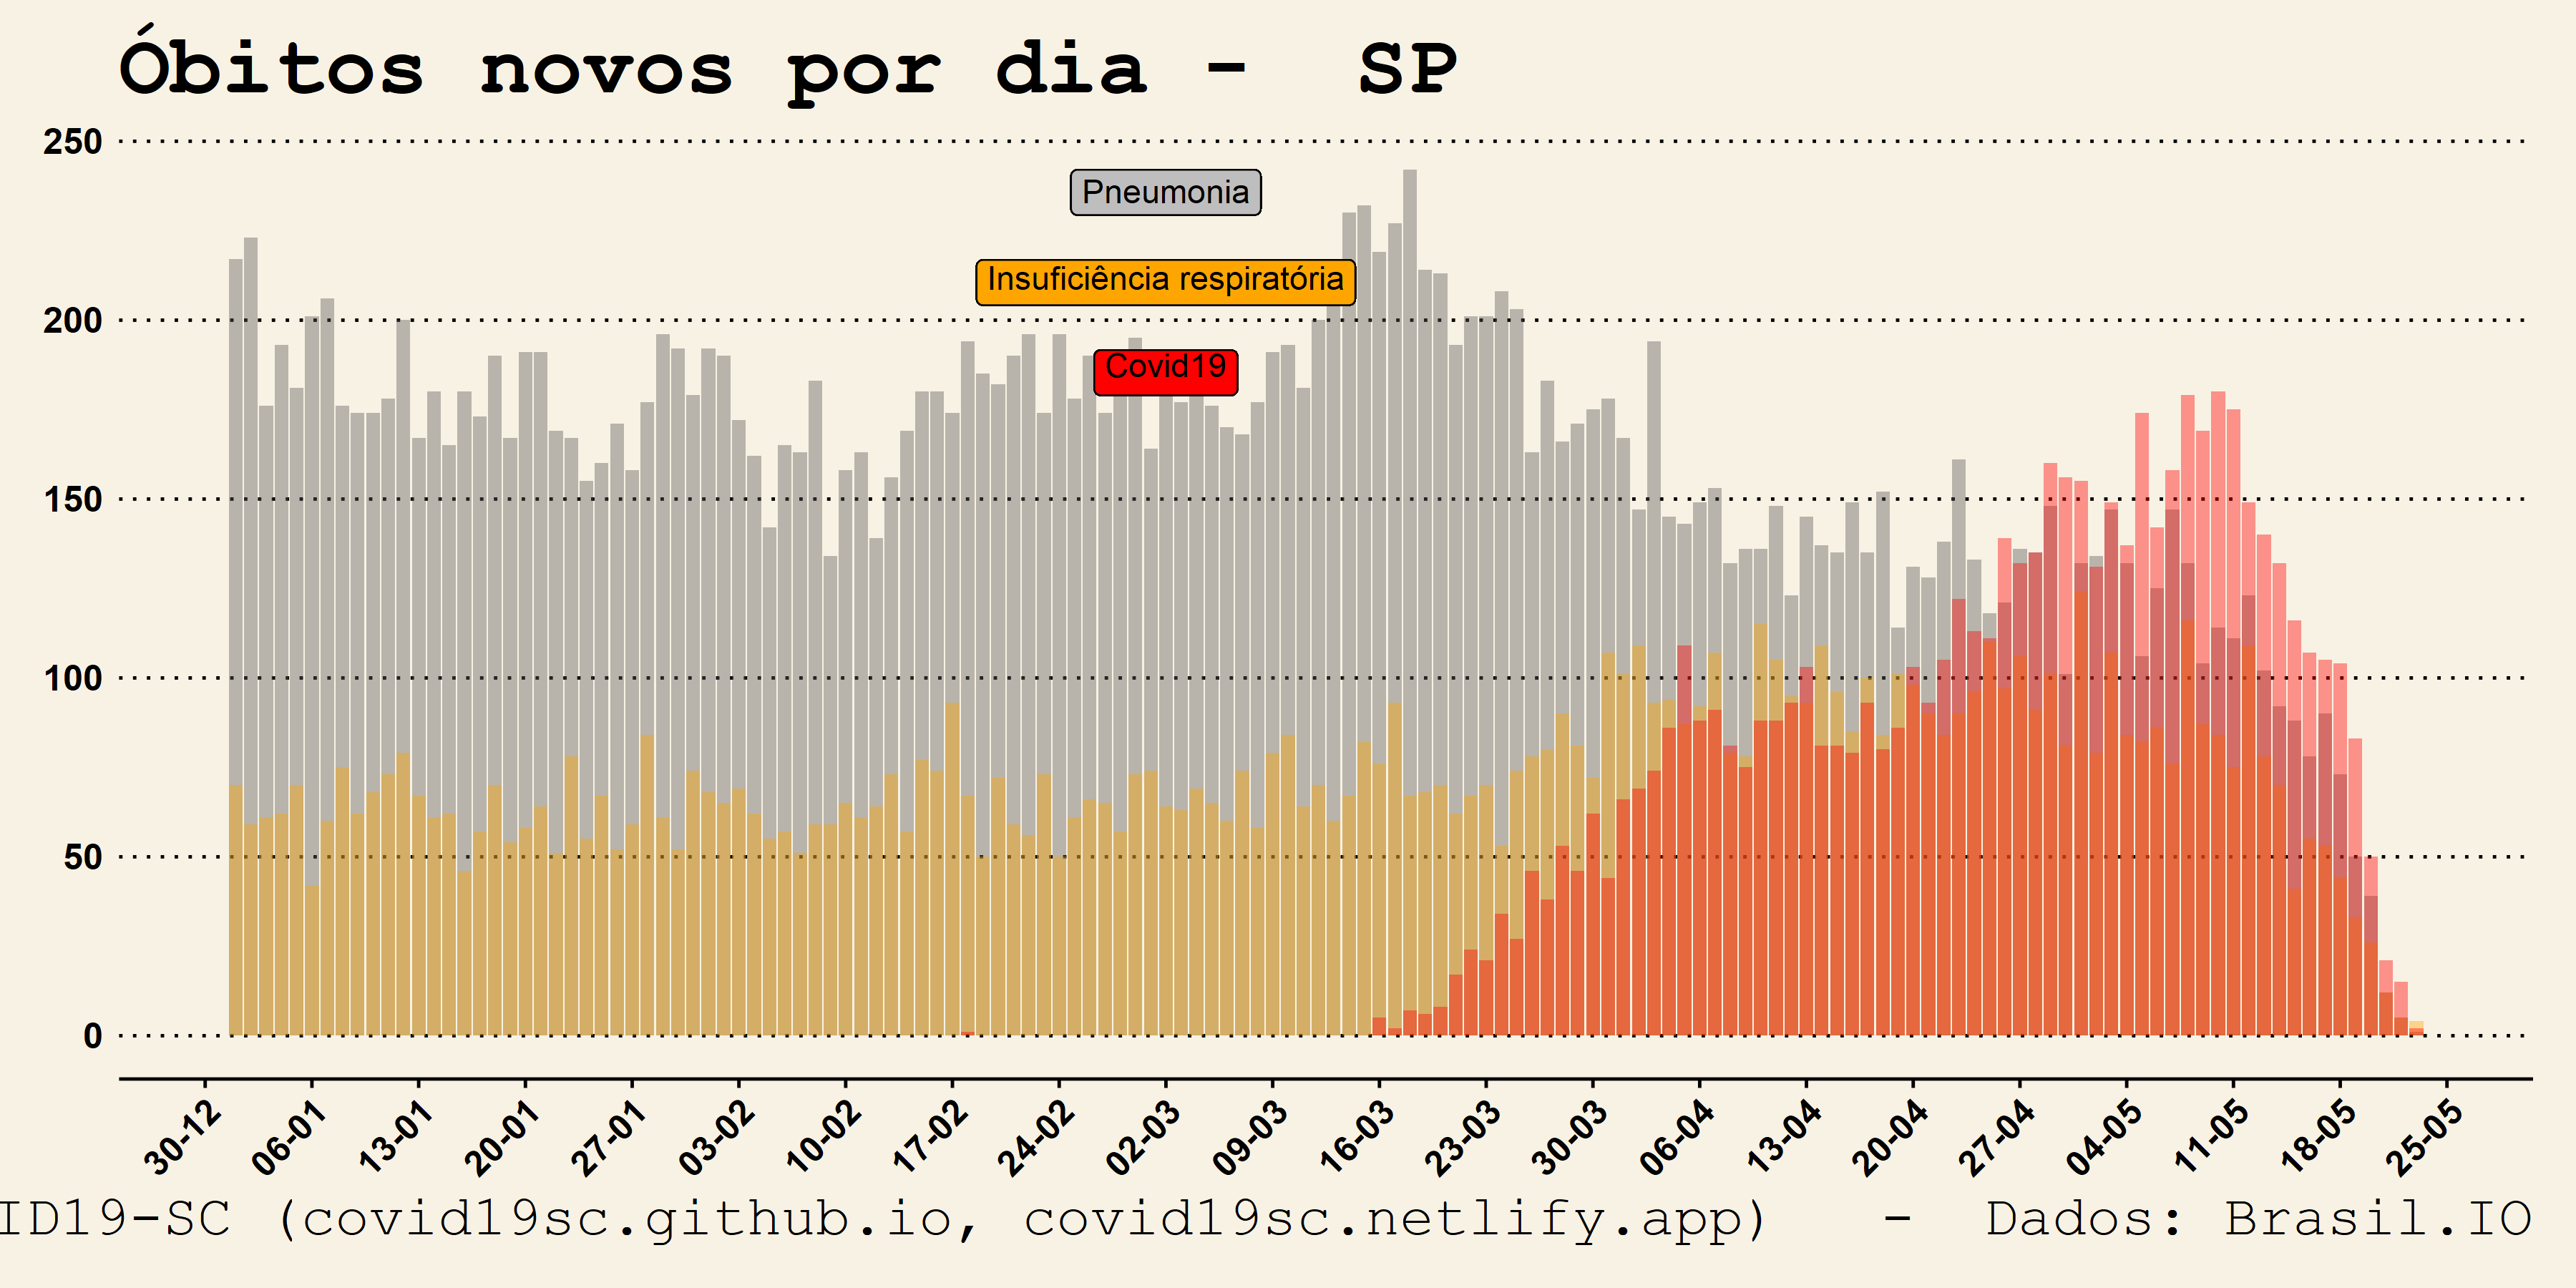 Óbitos novos por dia - SP
250
Pneumonia
Insuficiência respiratória
200
Covid19
150
100
50
0
30-12 06-01 13-01 20-01 27-01 03-02 10-02 17-02 24-02 02-03 09-03 16-03 23-03 30-03 06-04 13-04 20-04 27-04 04-05 11-05 18-05 25-05
ID19-SC (covid19sc.github.io, covid19sc.netlify.app) - Dados: Brasil.IO